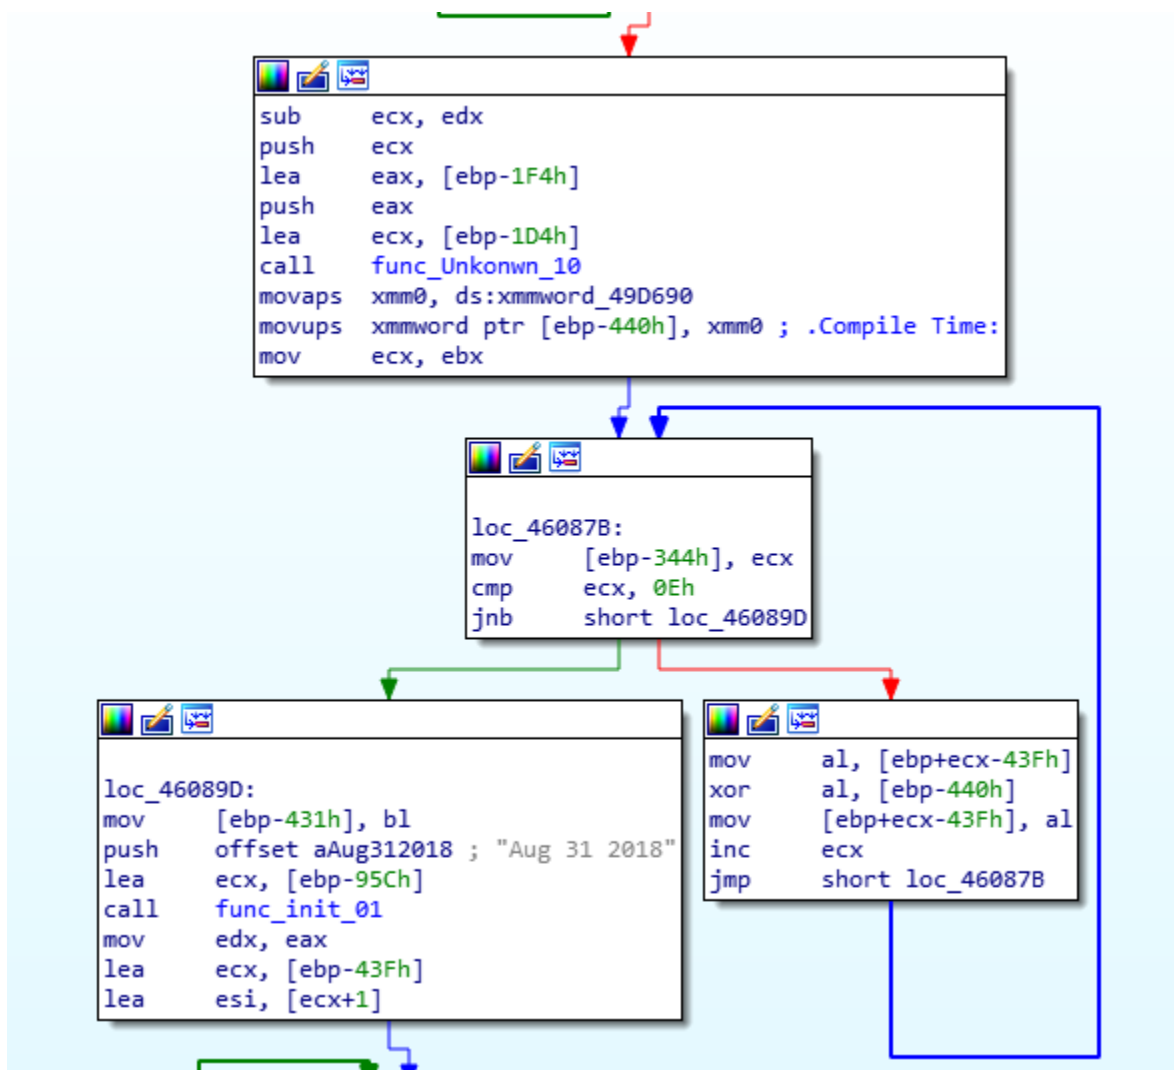 sub ecx, edx
push ecx
lea eax, [ebp-1F4h]
push eax
lea ecx, [ebp-1D4h]
call func_Unkonwn_10
movaps xmm0, ds:xmmword_49D690
movups xmmword ptr [ebp-440h], xmm0 ; .Compile Time:
mov ecx, ebx
loc_46087B:
mov [ebp-344h], ecx
cmp ecx, 0Eh
jnb short loc_46089D
loc_46089D:
mov [ebp-431h], bl
push offset aAug312018 ; "Aug 31 2018"
lea ecx, [ebp-95Ch]
call func_init_01
mov edx, eax
lea ecx, [ebp-43Fh]
lea esi, [ecx+1]
mov al, [ebp+ecx-43Fh]
xor al, [ebp-440h]
mov [ebp+ecx-43Fh], al
inc ecx
jmp short loc_46087B